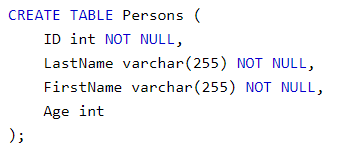 CREATE TABLE Persons (
    ID int NOT NULL,
    LastName varchar(255) NOT NULL,
    FirstName varchar(255) NOT NULL,
    Age int
);